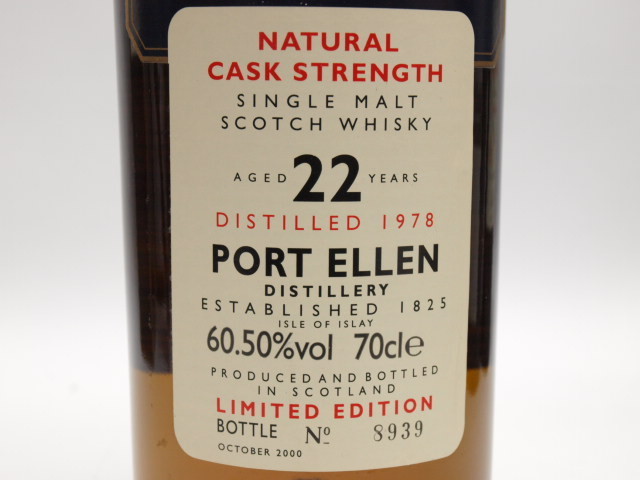 NATURAL
CASK STRENGTH
SINGLE MALT
SCOTCH WHISKY
AGED 22 YEARS
DISTILLED 1978
PORT ELLEN
DISTILLERY
ESTABLISHED 1825
ISLE OF ISLAY
60.50%vol 70cle
PRODUCED AND BOTTLED
IN SCOTLAND
LIMITED EDITION
BOTTLE Nº 8939
OCTOBER 2000